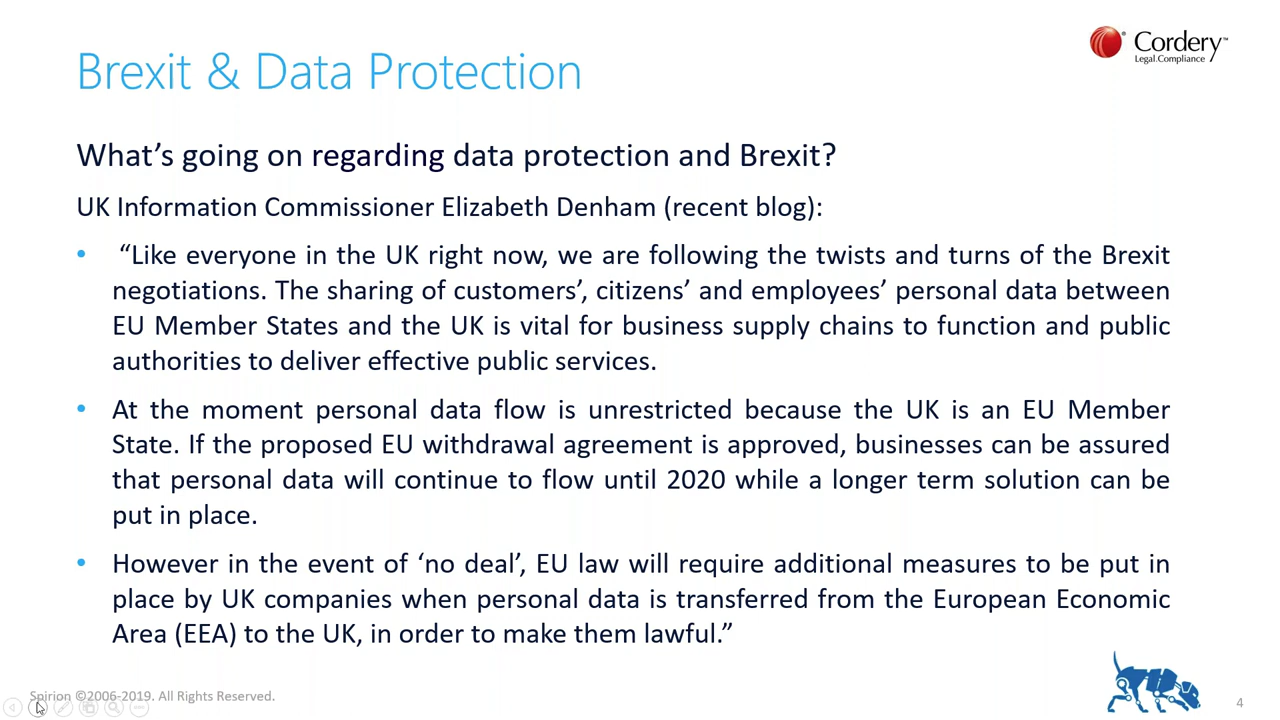 Brexit & Data Protection
Cordery™
Legal.Compliance
What’s going on regarding data protection and Brexit?
UK Information Commissioner Elizabeth Denham (recent blog):
• “Like everyone in the UK right now, we are following the twists and turns of the Brexit
negotiations. The sharing of customers’, citizens’ and employees’ personal data between
EU Member States and the UK is vital for business supply chains to function and public
authorities to deliver effective public services.
• At the moment personal data flow is unrestricted because the UK is an EU Member
State. If the proposed EU withdrawal agreement is approved, businesses can be assured
that personal data will continue to flow until 2020 while a longer term solution can be
put in place.
• However in the event of ‘no deal’, EU law will require additional measures to be put in
place by UK companies when personal data is transferred from the European Economic
Area (EEA) to the UK, in order to make them lawful.”
Spirion ©2006-2019. All Rights Reserved.
4